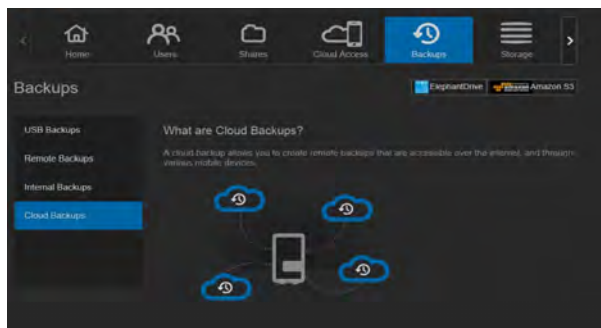 Home
Users
Shares
Cloud Access
Backups
Storage
Backups
ElephantDrive
Amazon S3
USB Backups
Remote Backups
Internal Backups
Cloud Backups
What are Cloud Backups?
A cloud backup allows you to create remote backups that are accessible over the internet, and through
various mobile devices.